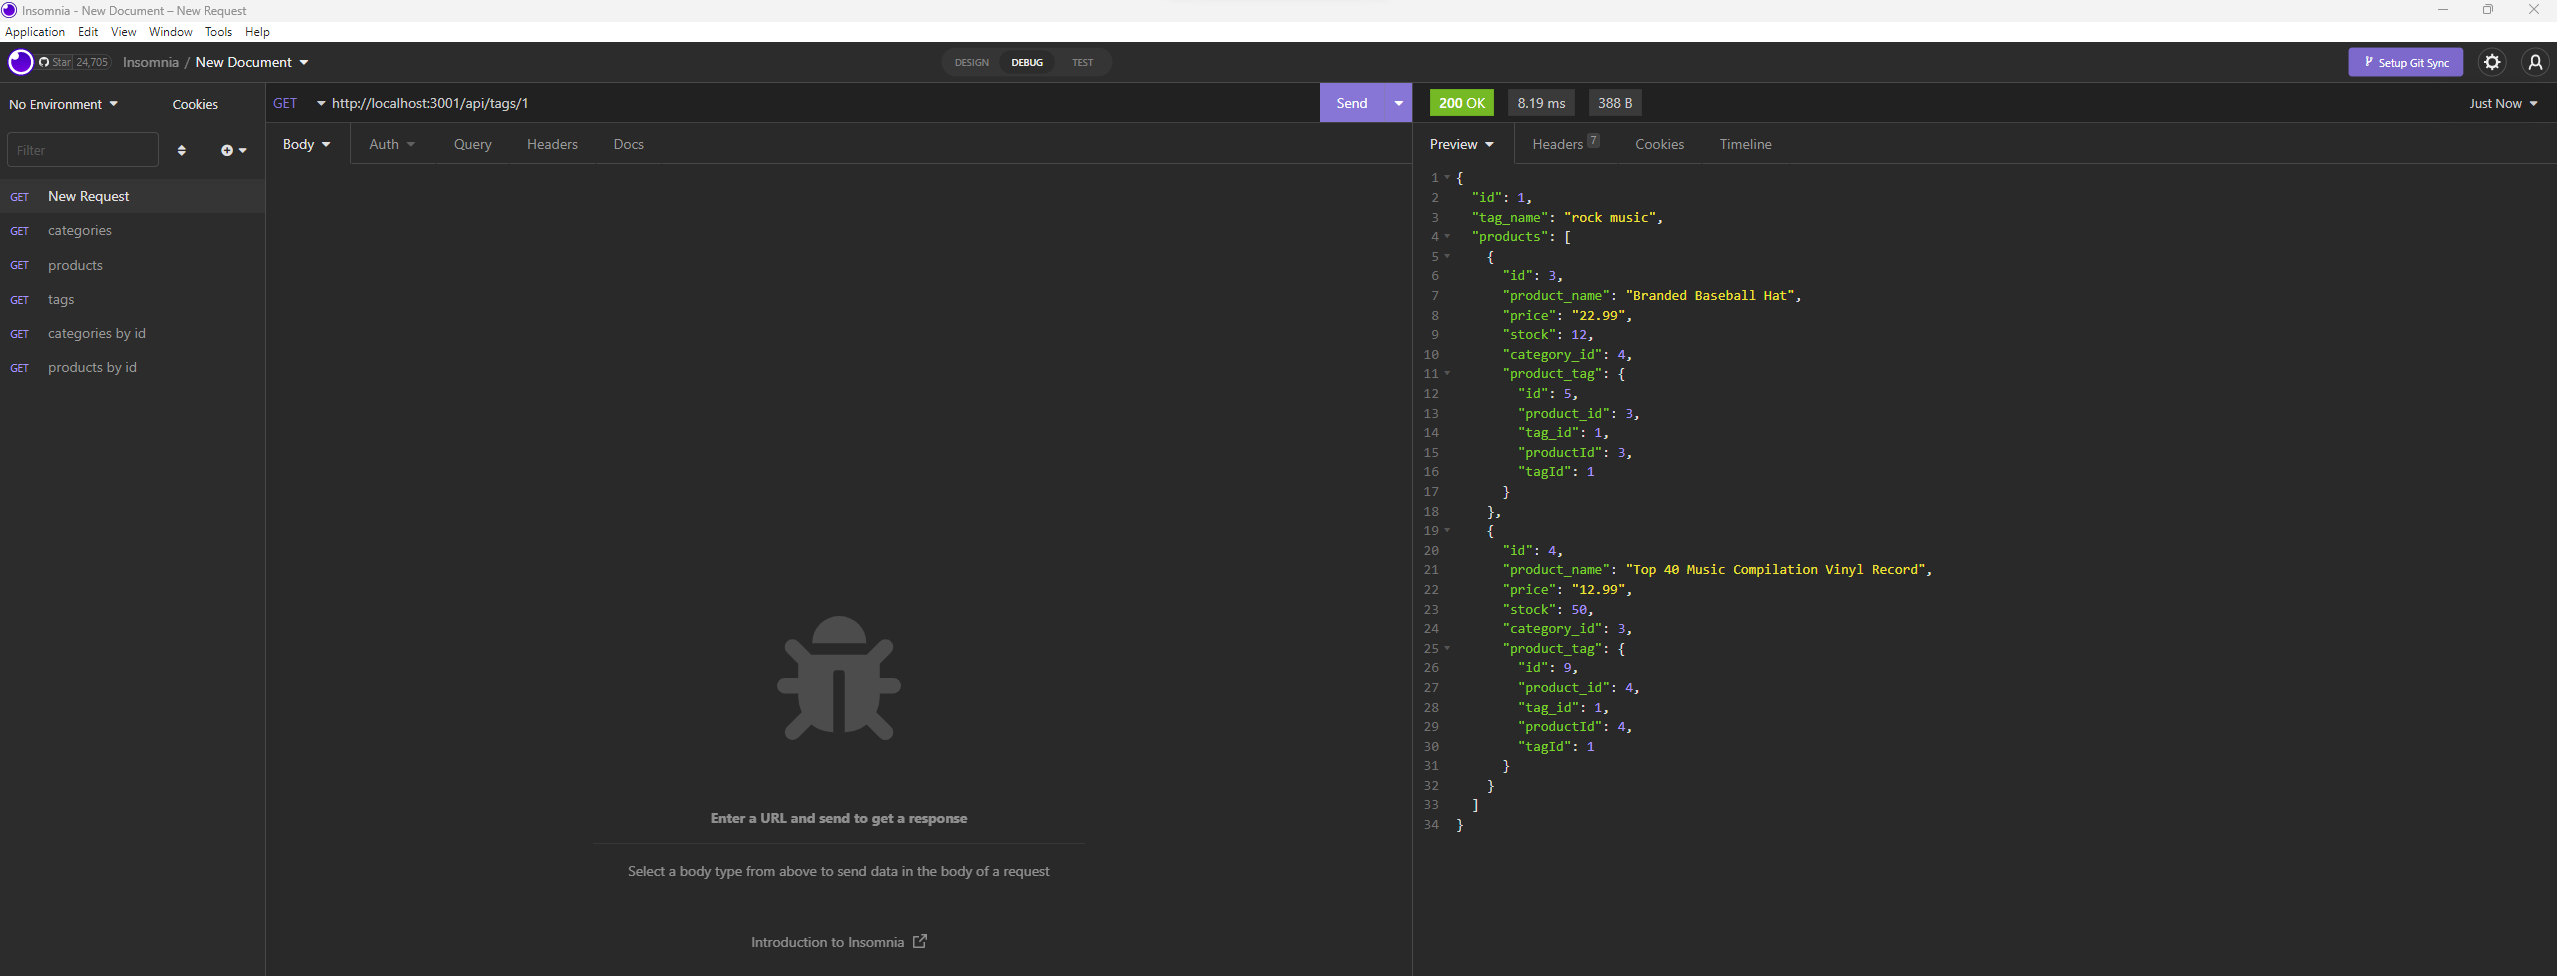 Insomnia - New Document – New Request
Application Edit View Window Tools Help
Star 24,705 Insomnia / New Document DESIGN DEBUG TEST Setup Git Sync
No Environment Cookies
Filter
GET New Request
GET categories
GET products
GET tags
GET categories by id
GET products by id
GET http://localhost:3001/api/tags/1 Send
Body Auth Query Headers Docs
Enter a URL and send to get a response
Select a body type from above to send data in the body of a request
Introduction to Insomnia
200 OK 8.19 ms 388 B Just Now
Preview Headers 7 Cookies Timeline
1 {
2 "id": 1,
3 "tag_name": "rock music",
4 "products": [
5 {
6 "id": 3,
7 "product_name": "Branded Baseball Hat",
8 "price": "22.99",
9 "stock": 12,
10 "category_id": 4,
11 "product_tag": {
12 "id": 5,
13 "product_id": 3,
14 "tag_id": 1,
15 "productId": 3,
16 "tagId": 1
17 }
18 },
19 {
20 "id": 4,
21 "product_name": "Top 40 Music Compilation Vinyl Record",
22 "price": "12.99",
23 "stock": 50,
24 "category_id": 3,
25 "product_tag": {
26 "id": 9,
27 "product_id": 4,
28 "tag_id": 1,
29 "productId": 4,
30 "tagId": 1
31 }
32 }
33 ]
34 }